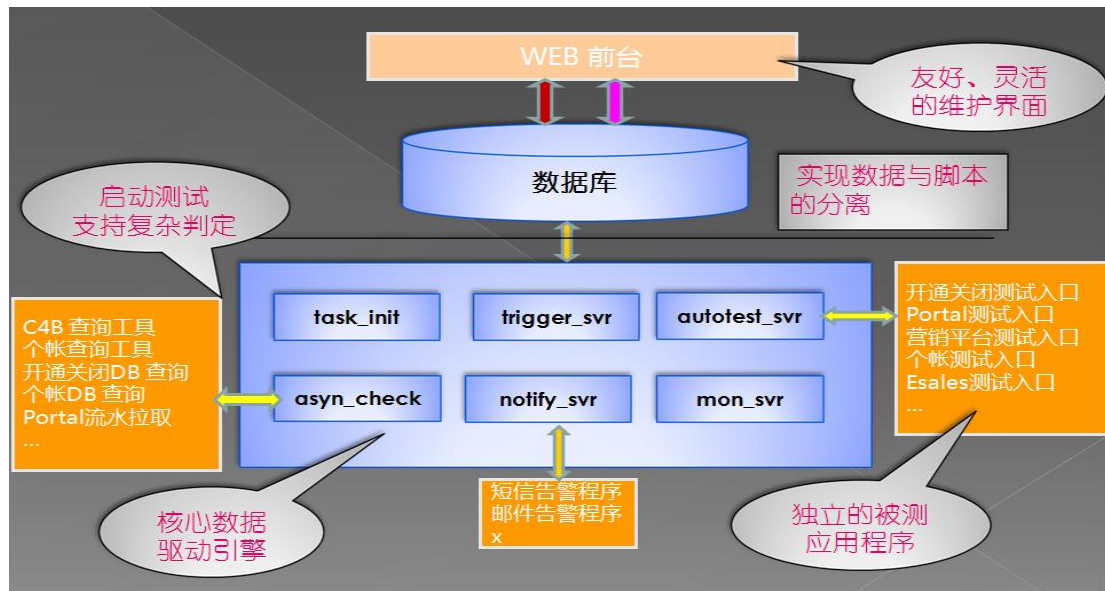 WEB 前台
友好、灵活
的维护界面
数据库
实现数据与脚本
的分离
启动测试
支持复杂判定
task_init
trigger_svr
autotest_svr
asyn_check
notify_svr
mon_svr
C4B 查询工具
个帐查询工具
开通关闭DB 查询
个帐DB 查询
Portal流水拉取
...
开通关闭测试入口
Portal测试入口
营销平台测试入口
个帐测试入口
Esales测试入口
...
短信告警程序
邮件告警程序
x
核心数据
驱动引擎
独立的被测
应用程序